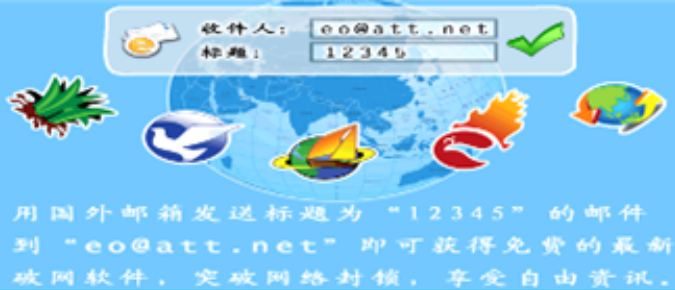 收件人： eo@att.net
标题： 12345
用国外邮箱发送标题为“12345”的邮件
到“eo@att.net”即可获得免费的最新
破网软件，突破网络封锁，享受自由资讯。